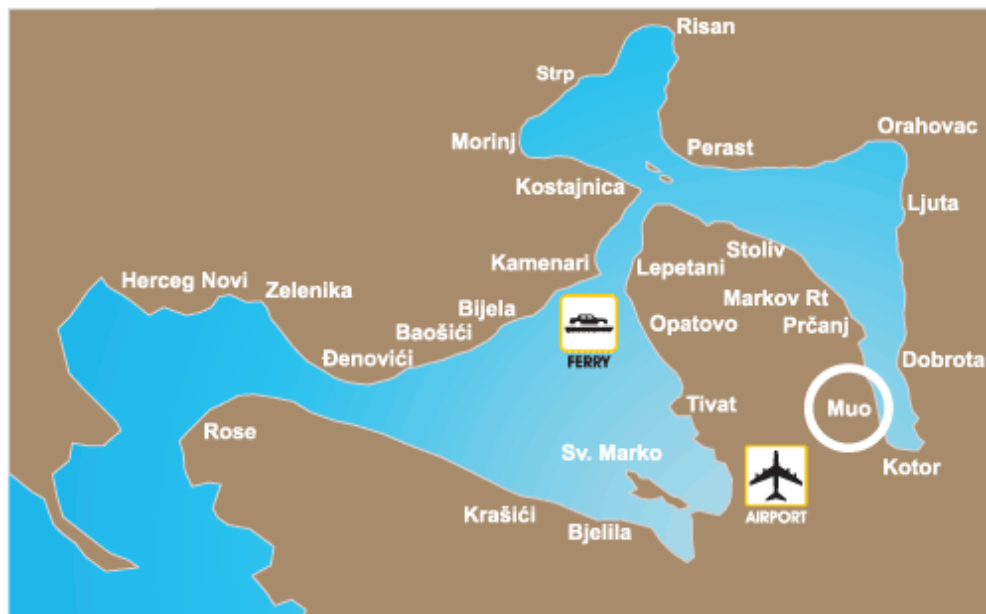 Risan
Strp
Orahovac
Morinj
Perast
Kostajnica
Ljuta
Stoliv
Kamenari
Lepetani
Herceg Novi
Zelenika
Markov Rt
Bijela
Opatovo
Prčanj
Baošići
Đenovići
FERRY
Dobrota
Tivat
Muo
Rose
Sv. Marko
Kotor
Krašići
AIRPORT
Bjelila